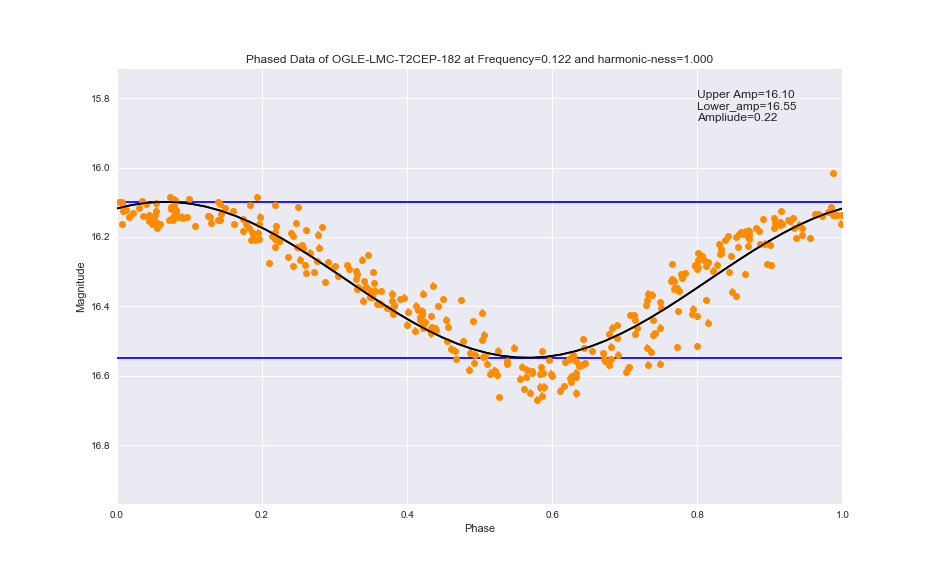 Phased Data of OGLE-LMC-T2CEP-182 at Frequency=0.122 and harmonic-ness=1.000
Upper Amp=16.10
Lower_amp=16.55
Ampliude=0.22
15.8
16.0
16.2
16.4
16.6
16.8
Magnitude
0.0 0.2 0.4 0.6 0.8 1.0
Phase